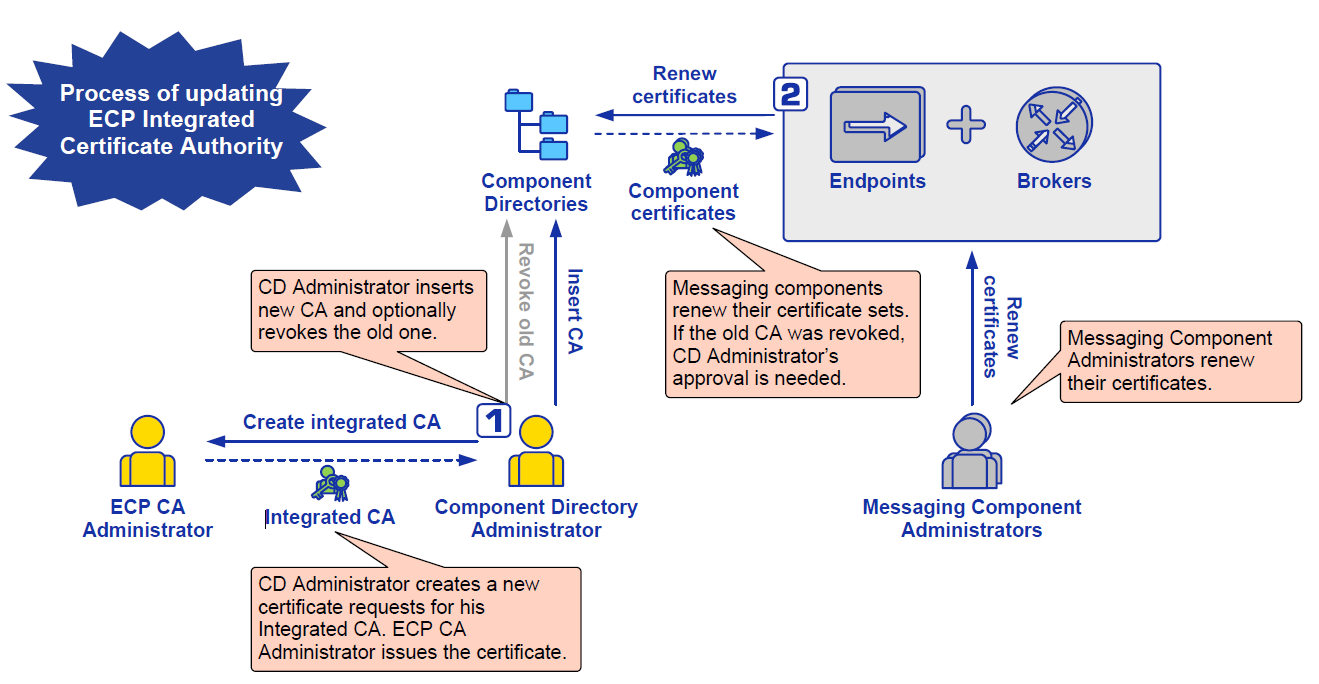 Process of updating
ECP Integrated
Certificate Authority
Renew
certificates
2
Component
Directories
Component
certificates
Endpoints
Brokers
Revoke old CA
Insert CA
CD Administrator inserts
new CA and optionally
revokes the old one.
Messaging components
renew their certificate sets.
If the old CA was revoked,
CD Administrator's
approval is needed.
Renew
certificates
Messaging Component
Administrators renew
their certificates.
Create integrated CA
1
ECP CA
Administrator
Integrated CA
Component Directory
Administrator
Messaging Component
Administrators
CD Administrator creates a new
certificate requests for his
Integrated CA. ECP CA
Administrator issues the certificate.